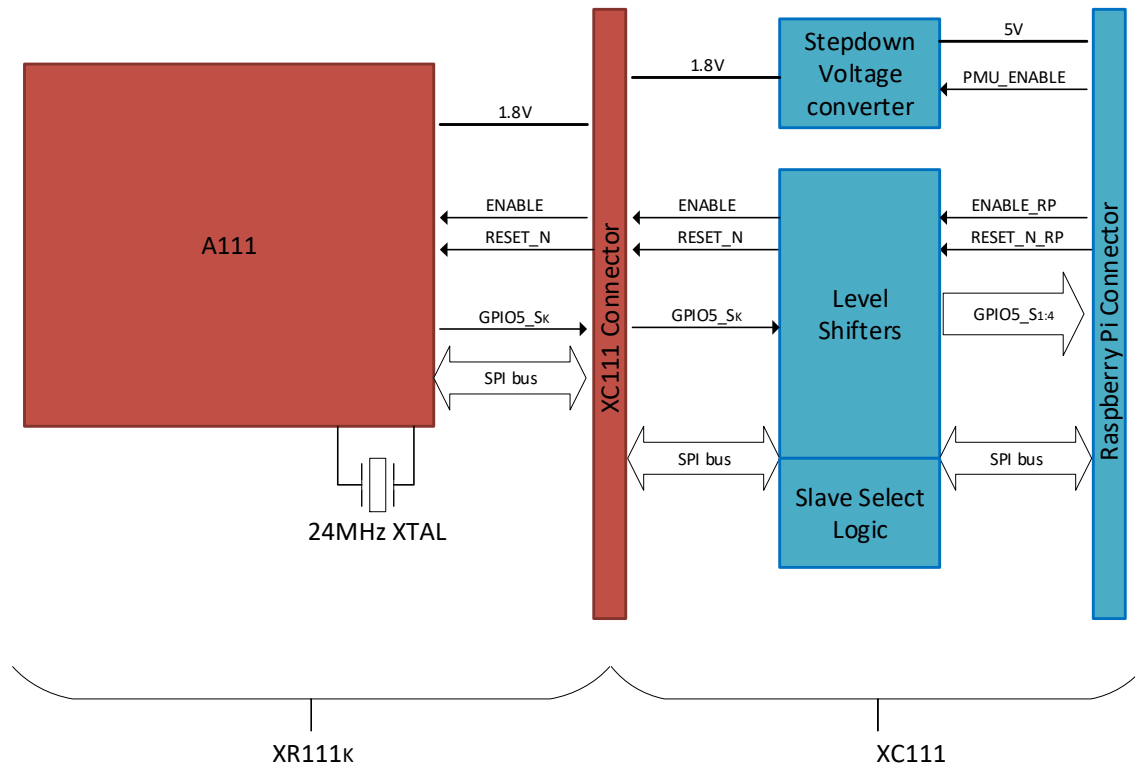 Stepdown
Voltage
converter
5V
PMU_ENABLE
1.8V
1.8V
A111
ENABLE
RESET_N
GPIO5_SK
SPI bus
24MHz XTAL
XC111 Connector
ENABLE
RESET_N
GPIO5_SK
SPI bus
Level
Shifters
Slave Select
Logic
ENABLE_RP
RESET_N_RP
GPIO5_S1:4
SPI bus
Raspberry Pi Connector
XR111K
XC111